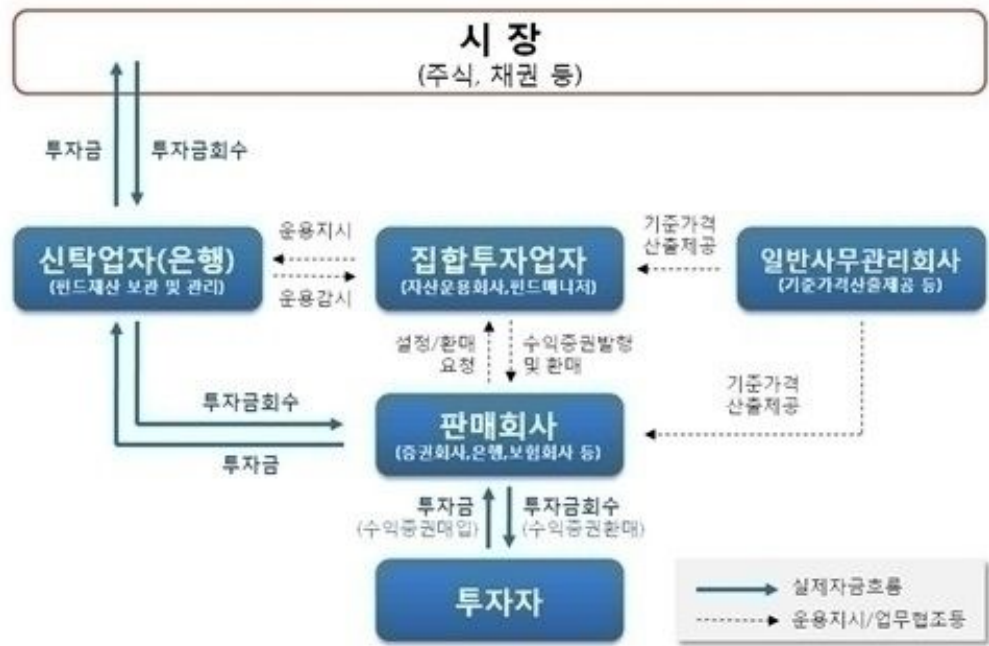 시 장
(주식, 채권 등)
투자금
투자금회수
신탁업자(은행)
(펀드재산 보관 및 관리)
운용지시
운용감시
집합투자업자
(자산운용회사,펀드매니저)
기준가격
산출제공
일반사무관리회사
(기준가격산출제공 등)
설정/환매
요청
수익증권발행
및 환매
기준가격
산출제공
투자금회수
투자금
판매회사
(증권회사,은행,보험회사 등)
투자금
(수익증권매입)
투자금회수
(수익증권환매)
투자자
실제자금흐름
운용지시/업무협조등